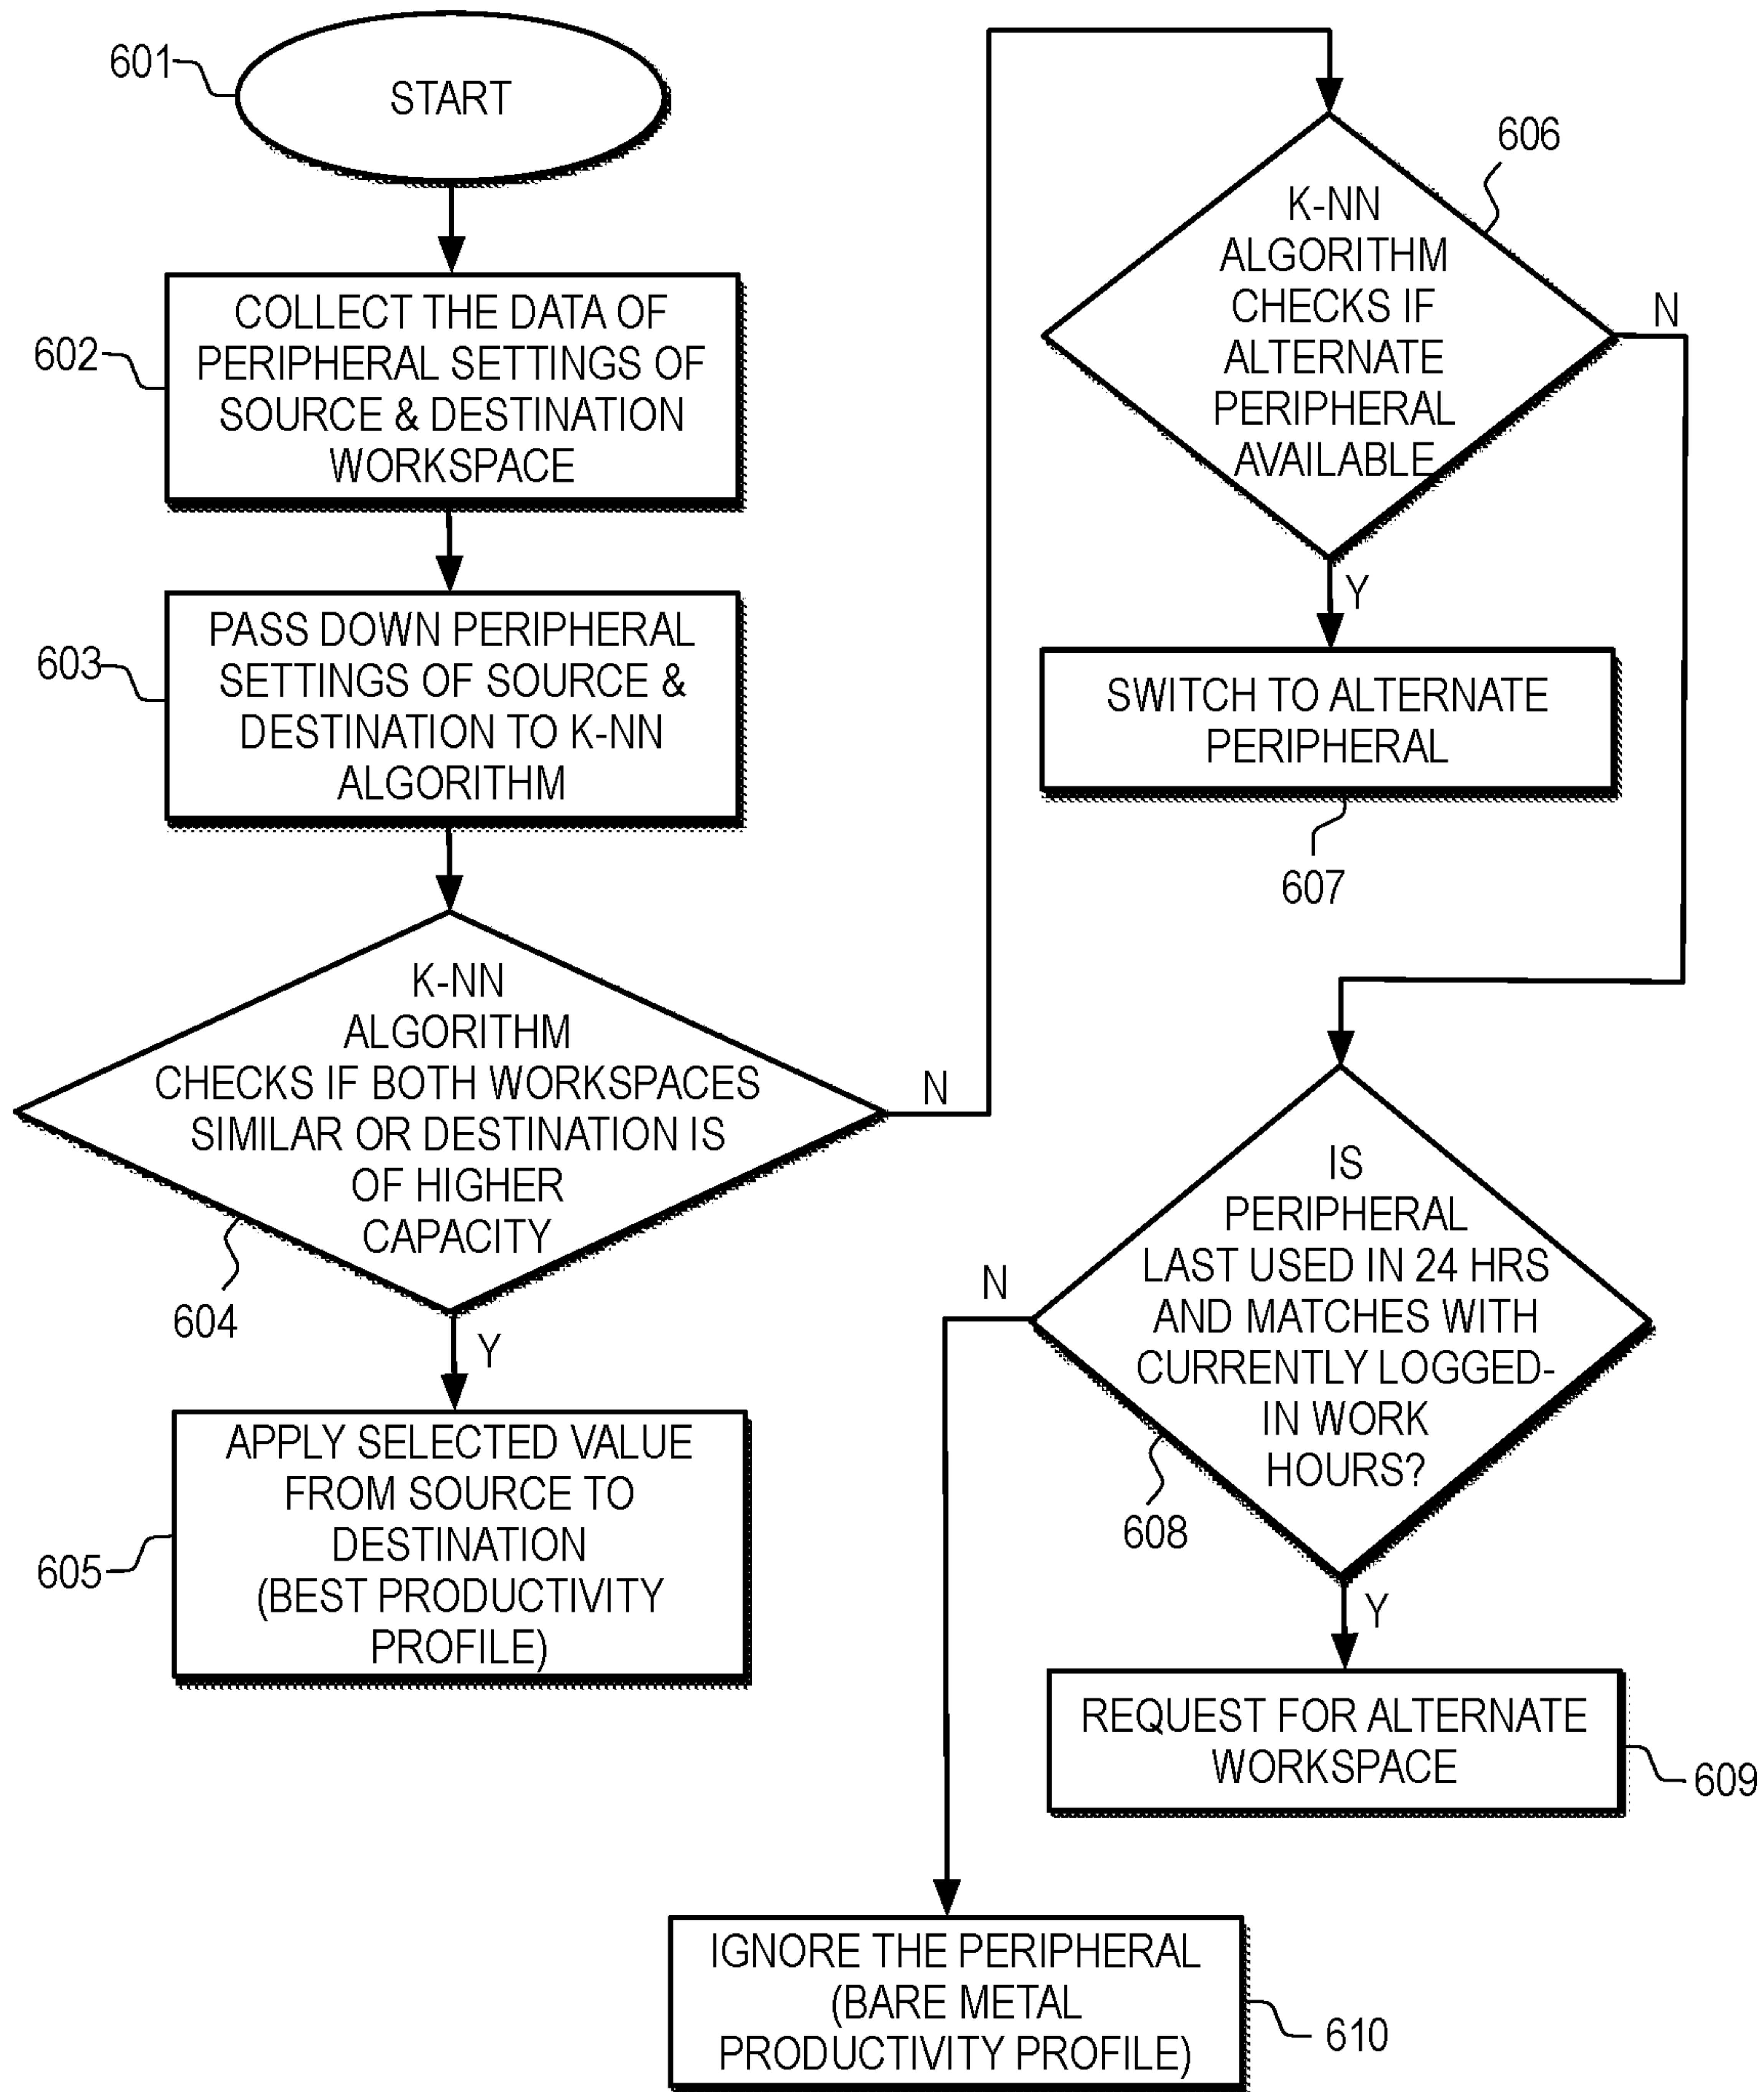 601
START
602
COLLECT THE DATA OF
PERIPHERAL SETTINGS OF
SOURCE & DESTINATION
WORKSPACE
603
PASS DOWN PERIPHERAL
SETTINGS OF SOURCE &
DESTINATION TO K-NN
ALGORITHM
K-NN
ALGORITHM
CHECKS IF BOTH WORKSPACES
SIMILAR OR DESTINATION IS
OF HIGHER
CAPACITY
N
604
Y
605
APPLY SELECTED VALUE
FROM SOURCE TO
DESTINATION
(BEST PRODUCTIVITY
PROFILE)
606
K-NN
ALGORITHM
CHECKS IF
ALTERNATE
PERIPHERAL
AVAILABLE
N
Y
SWITCH TO ALTERNATE
PERIPHERAL
607
IS
PERIPHERAL
LAST USED IN 24 HRS
AND MATCHES WITH
CURRENTLY LOGGED-
IN WORK
HOURS?
N
608
Y
REQUEST FOR ALTERNATE
WORKSPACE
609
IGNORE THE PERIPHERAL
(BARE METAL
PRODUCTIVITY PROFILE)
610